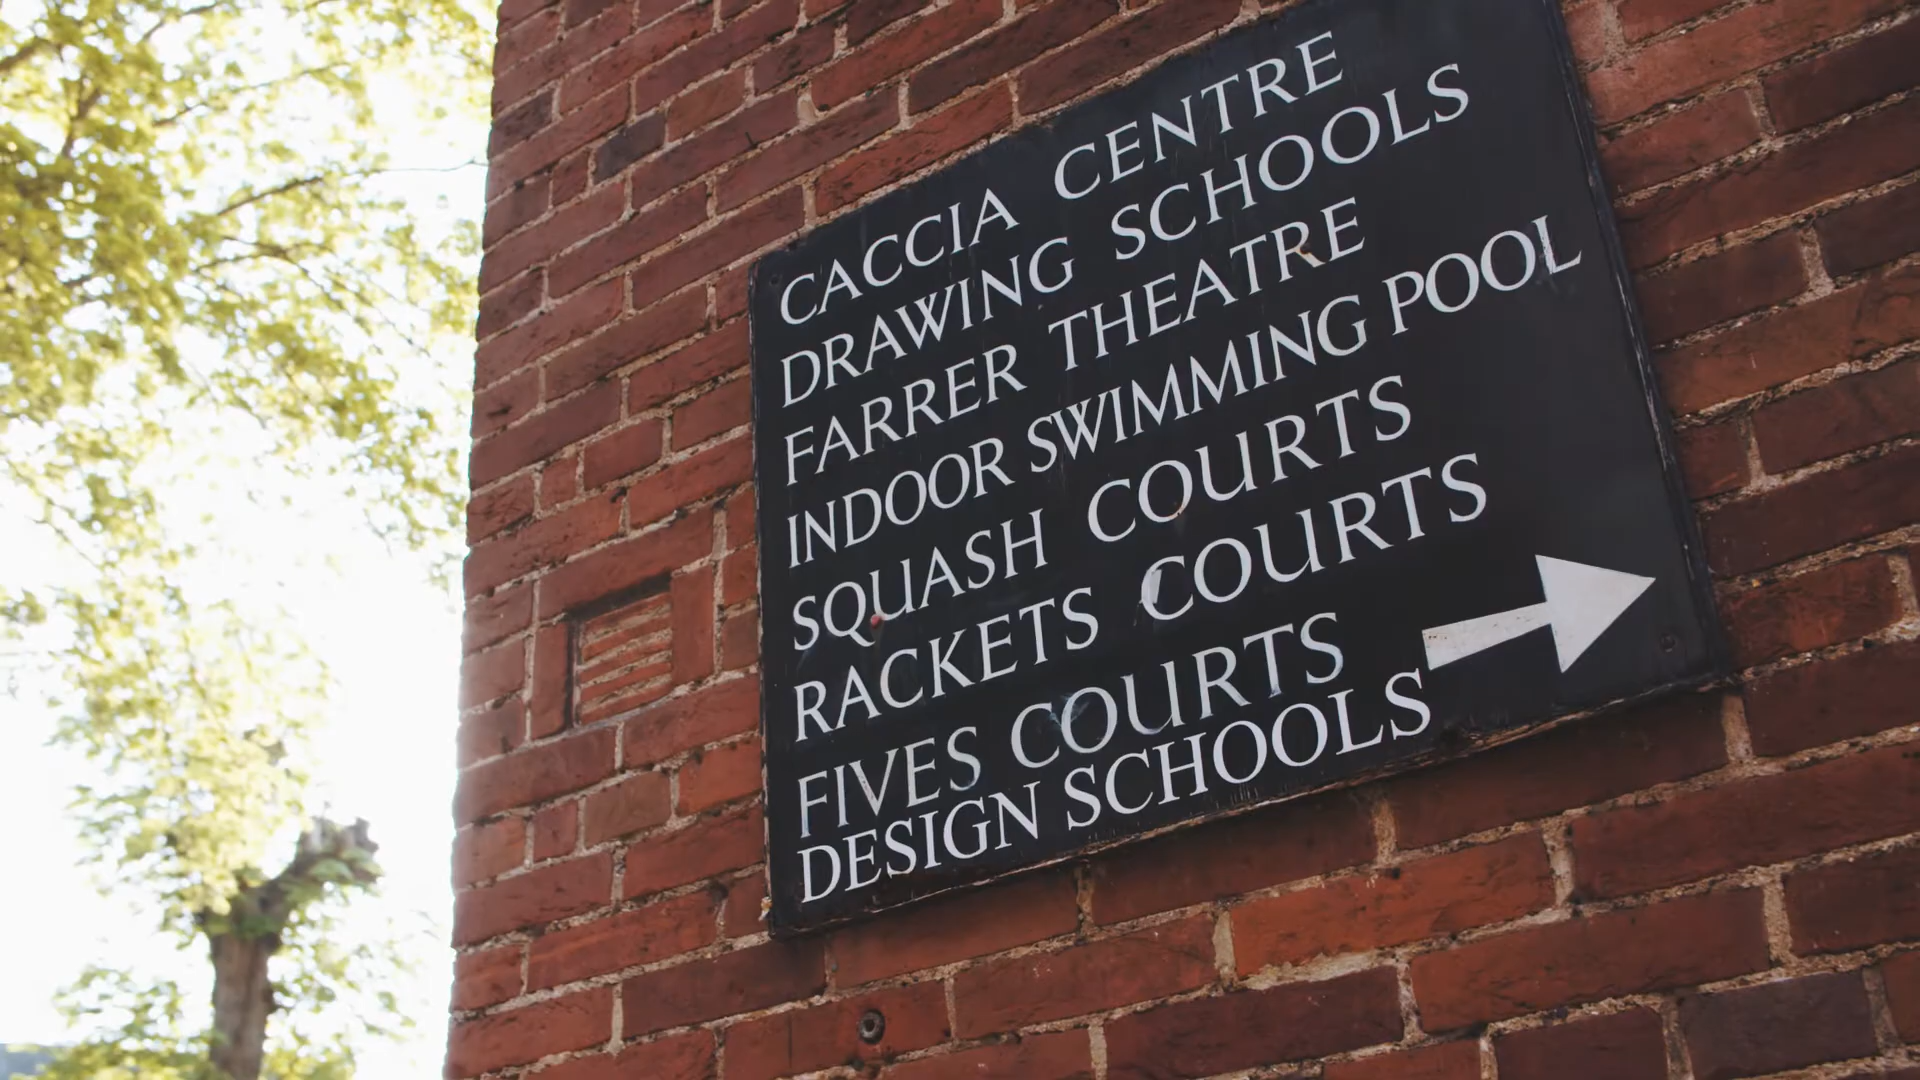 CACCIA CENTRE
DRAWING SCHOOLS
FARRER THEATRE
INDOOR SWIMMING POOL
SQUASH COURTS
RACKETS COURTS
FIVES COURTS
DESIGN SCHOOLS